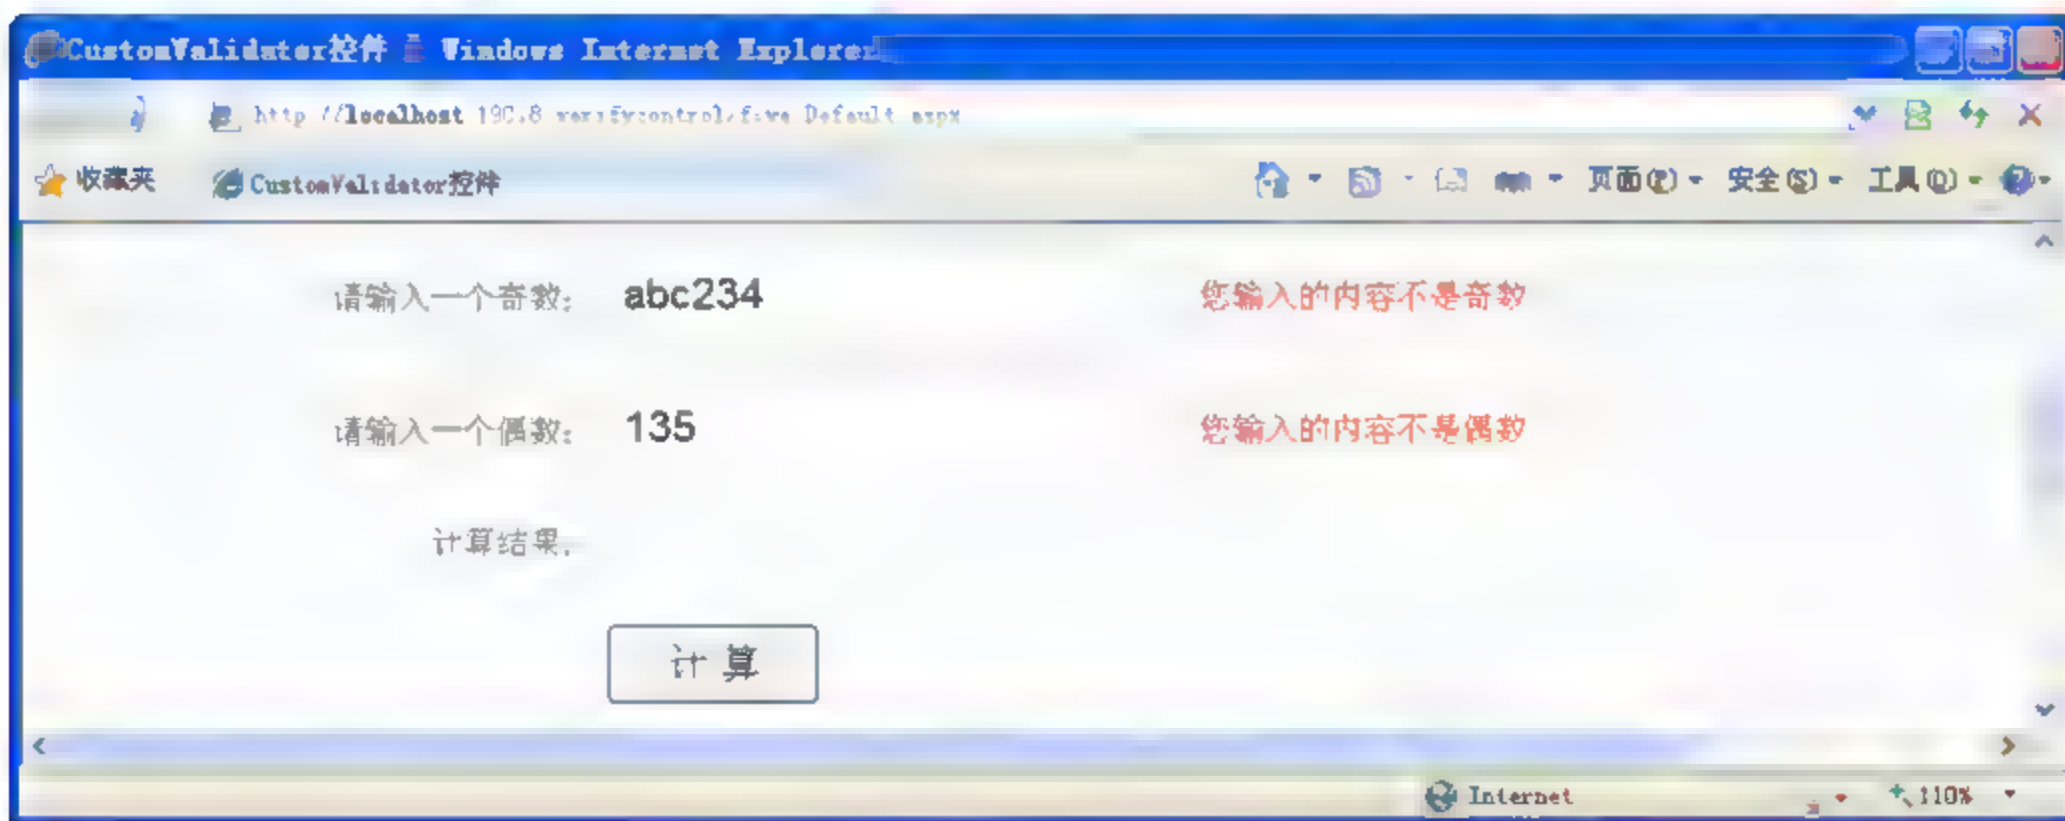 CustomValidator控件 - Windows Internet Explorer
http://localhost
收藏夹 CustomValidator控件 页面(P) 安全(S) 工具(O)
请输入一个奇数: abc234 您输入的内容不是奇数
请输入一个偶数: 135 您输入的内容不是偶数
计算结果:
计 算
Internet 110%